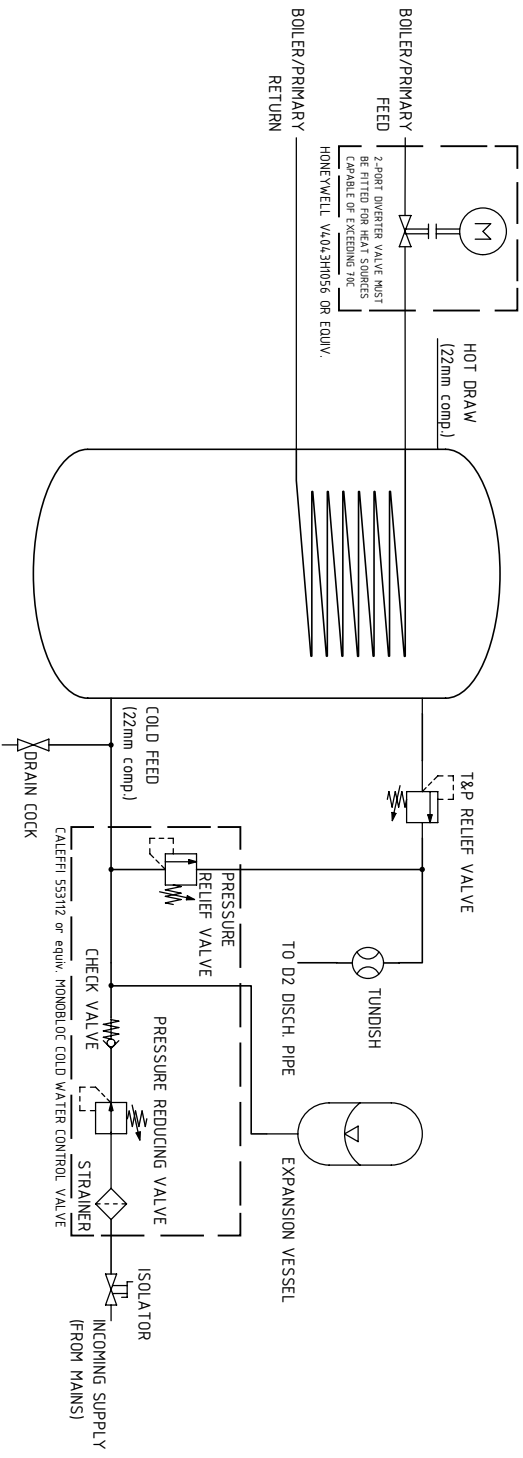 BOILER/PRIMARY
FEED
BOILER/PRIMARY
RETURN
M
2-PORT DIVERTER VALVE MUST
BE FITTED FOR HEAT SOURCES
CAPABLE OF EXCEEDING 70C
HONEYWELL V4043H1056 OR EQUIV.
HOT DRAW
(22mm comp.)
T&P RELIEF VALVE
TUNDISH
TO D2 DISCH. PIPE
EXPANSION VESSEL
PRESSURE
RELIEF VALVE
COLD FEED
(22mm comp.)
DRAIN COCK
PRESSURE REDUCING VALVE
CHECK VALVE
STRAINER
CALEFFI 553112 or equiv. MONOBLOC COLD WATER CONTROL VALVE
ISOLATOR
INCOMING SUPPLY
(FROM MAINS)